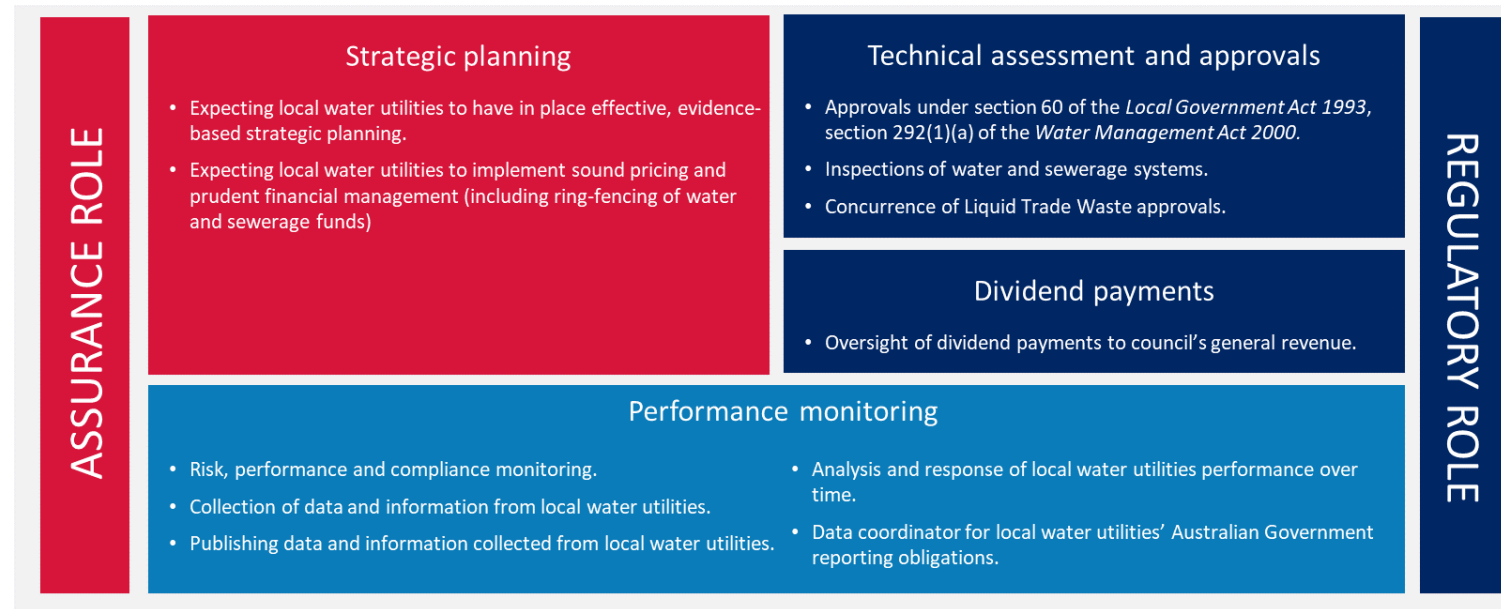 ASSURANCE ROLE
Strategic planning
• Expecting local water utilities to have in place effective, evidence-
based strategic planning.
• Expecting local water utilities to implement sound pricing and
prudent financial management (including ring-fencing of water
and sewerage funds)
Technical assessment and approvals
• Approvals under section 60 of the Local Government Act 1993,
section 292(1)(a) of the Water Management Act 2000.
• Inspections of water and sewerage systems.
• Concurrence of Liquid Trade Waste approvals.
Dividend payments
• Oversight of dividend payments to council’s general revenue.
Performance monitoring
• Risk, performance and compliance monitoring.
• Collection of data and information from local water utilities.
• Publishing data and information collected from local water utilities.
• Analysis and response of local water utilities performance over
time.
• Data coordinator for local water utilities’ Australian Government
reporting obligations.
REGULATORY ROLE